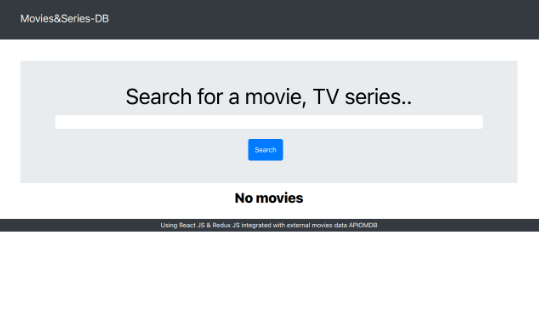 Movies&Series-DB
Search for a movie, TV series..
Search
No movies
Using React JS & Redux JS integrated with external movies data APIOMDB